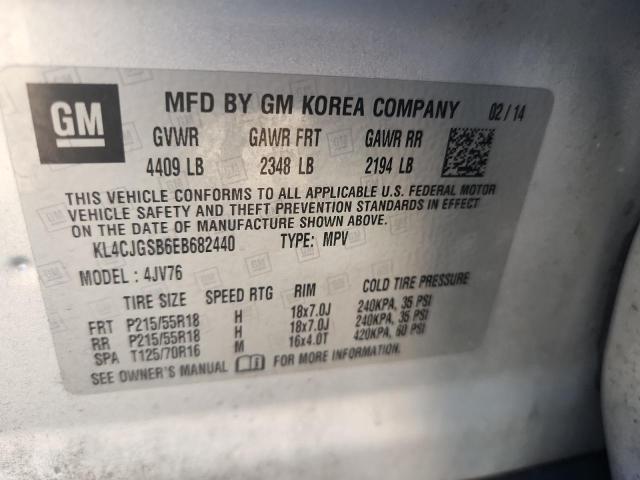 GM
MFD BY GM KOREA COMPANY 02/14
GVWR GAWR FRT GAWR RR
4409 LB 2348 LB 2194 LB
THIS VEHICLE CONFORMS TO ALL APPLICABLE U.S. FEDERAL MOTOR
VEHICLE SAFETY AND THEFT PREVENTION STANDARDS IN EFFECT
ON THE DATE OF MANUFACTURE SHOWN ABOVE.
KL4CJGSB6EB682440 TYPE: MPV
MODEL: 4JV76
TIRE SIZE SPEED RTG RIM COLD TIRE PRESSURE
FRT P215/55R18 H 18x7.0J 240KPA, 35 PSI
RR P215/55R18 H 18x7.0J 240KPA, 35 PSI
SPA T125/70R16 M 16x4.0T 420KPA, 60 PSI
SEE OWNER'S MANUAL FOR MORE INFORMATION.